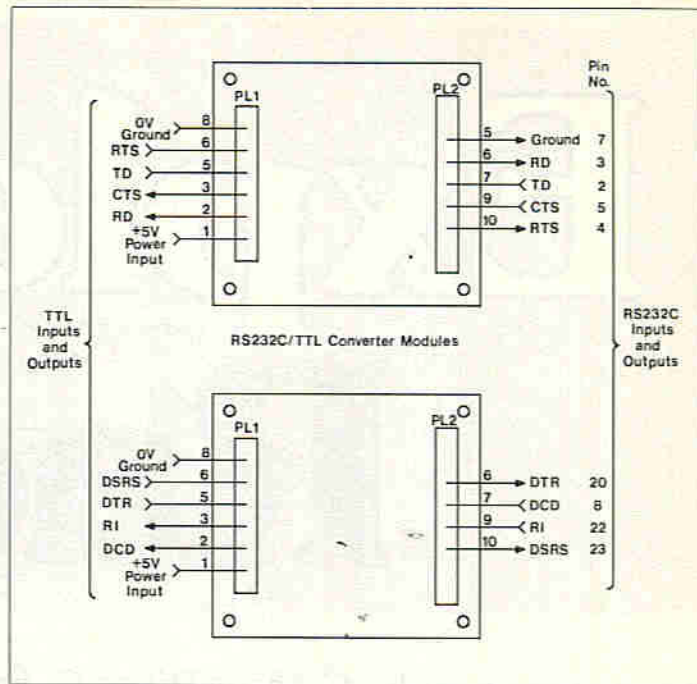 Pin
No.
PL1
PL2
0V
Ground
8
RTS
6
TD
5
CTS
3
RD
2
+5V
Power
Input
1
5
Ground
7
6
RD
3
7
TD
2
9
CTS
5
10
RTS
4
TTL
Inputs
and
Outputs
RS232C/TTL Converter Modules
RS232C
Inputs
and
Outputs
PL1
PL2
0V
Ground
8
DSRS
6
DTR
5
RI
3
DCD
2
+5V
Power
Input
1
6
DTR
20
7
DCD
8
9
RI
22
10
DSRS
23